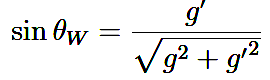 sin θ_W = g′ / √(g² + g′²)